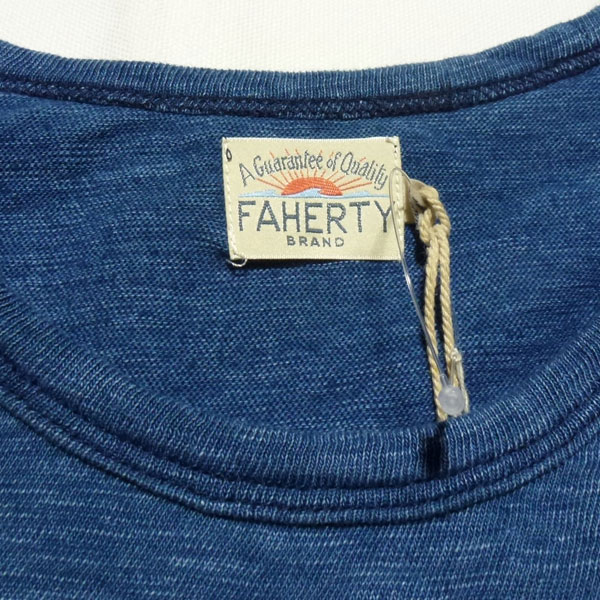 A Guarantee of Quality
FAHERTY
BRAND